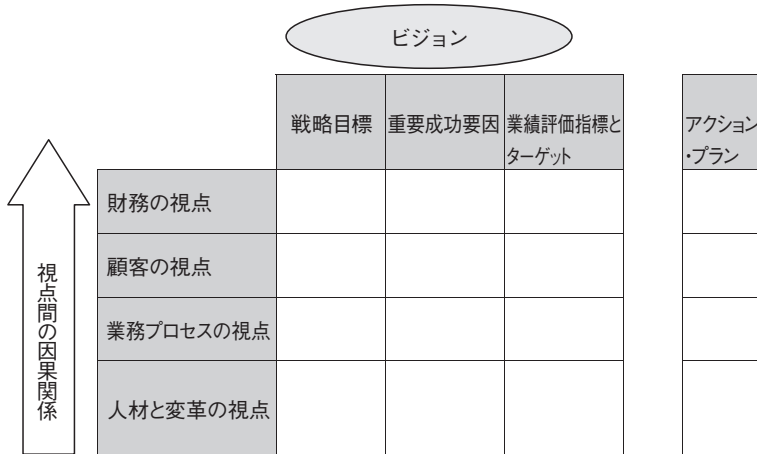 ビジョン
戦略目標
重要成功要因
業績評価指標と
ターゲット
アクション
・プラン
財務の視点
顧客の視点
業務プロセスの視点
人材と変革の視点
視点間の因果関係